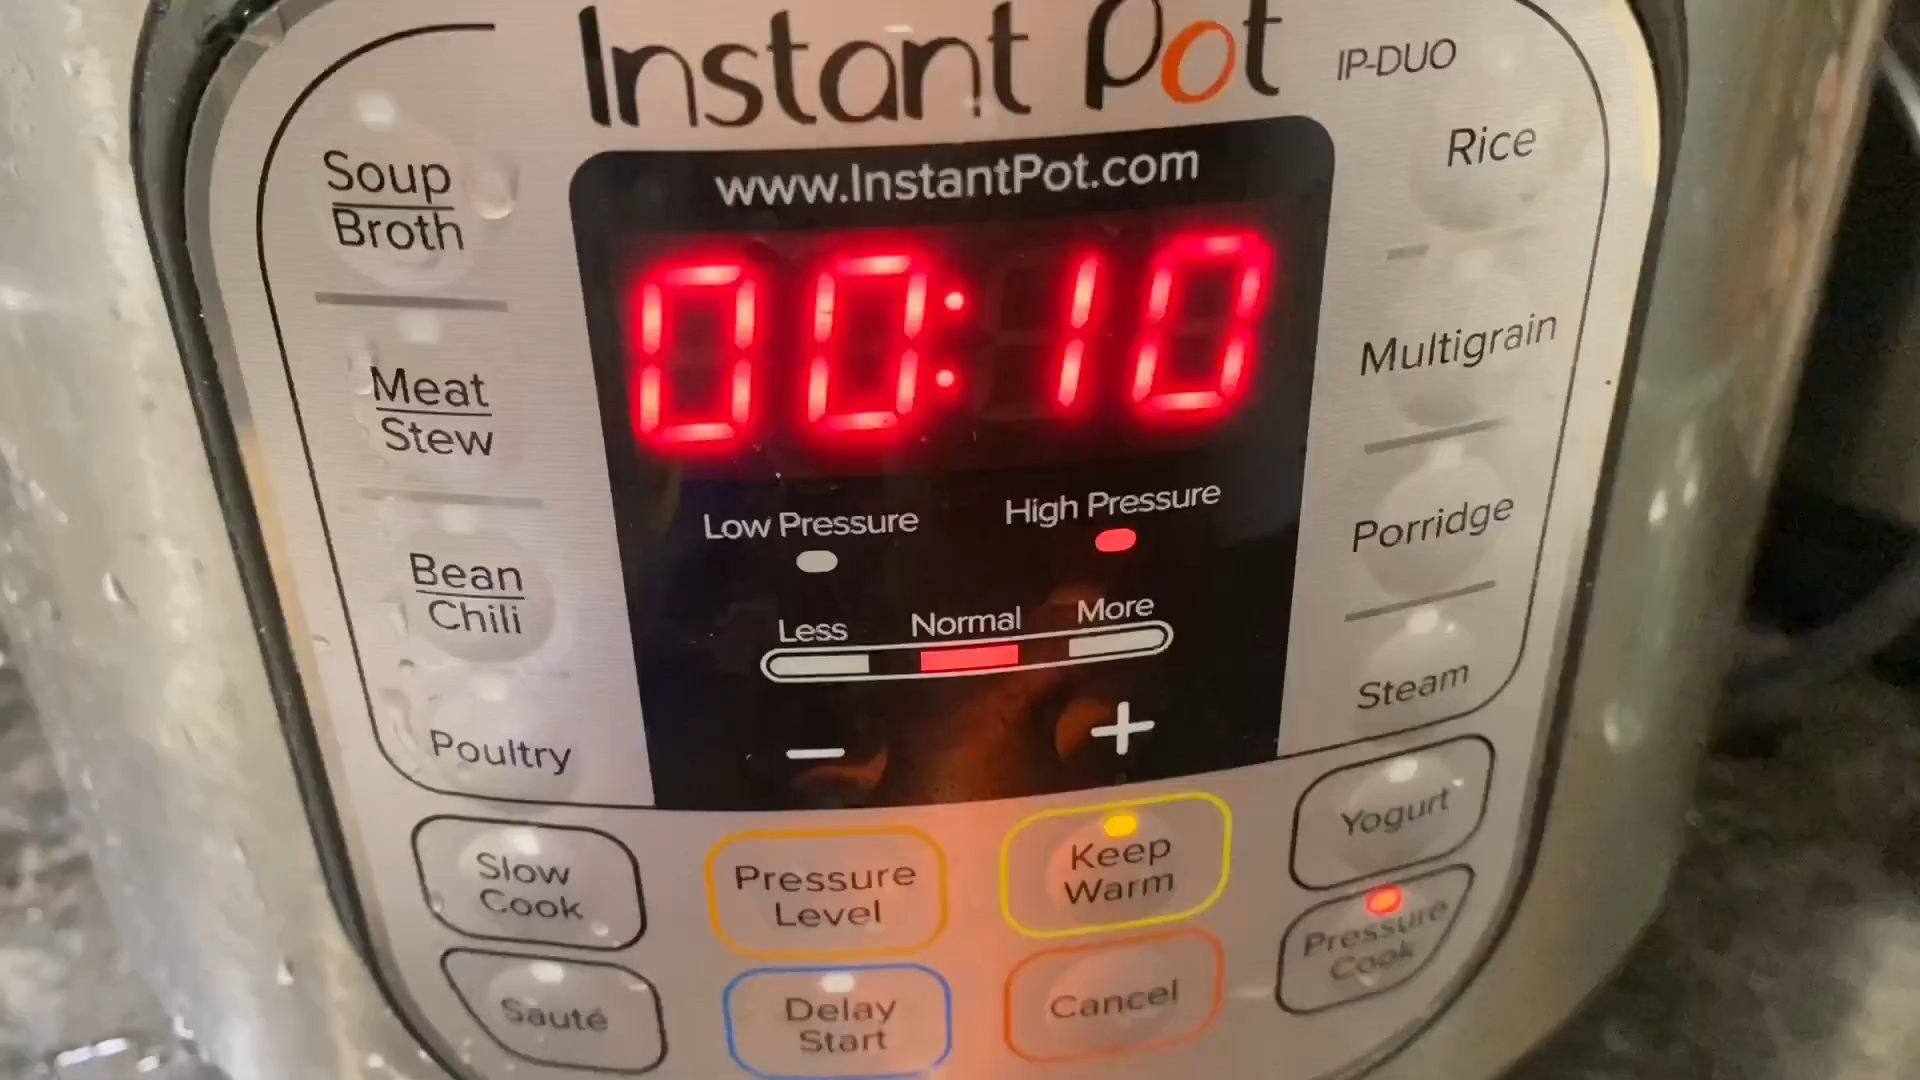 Instant Pot
IP-DUO
www.InstantPot.com
00:10
Low Pressure
High Pressure
Less
Normal
More
−
+
Soup
Broth
Meat
Stew
Bean
Chili
Poultry
Rice
Multigrain
Porridge
Steam
Slow
Cook
Pressure
Level
Keep
Warm
Yogurt
Sauté
Delay
Start
Cancel
Pressure
Cook